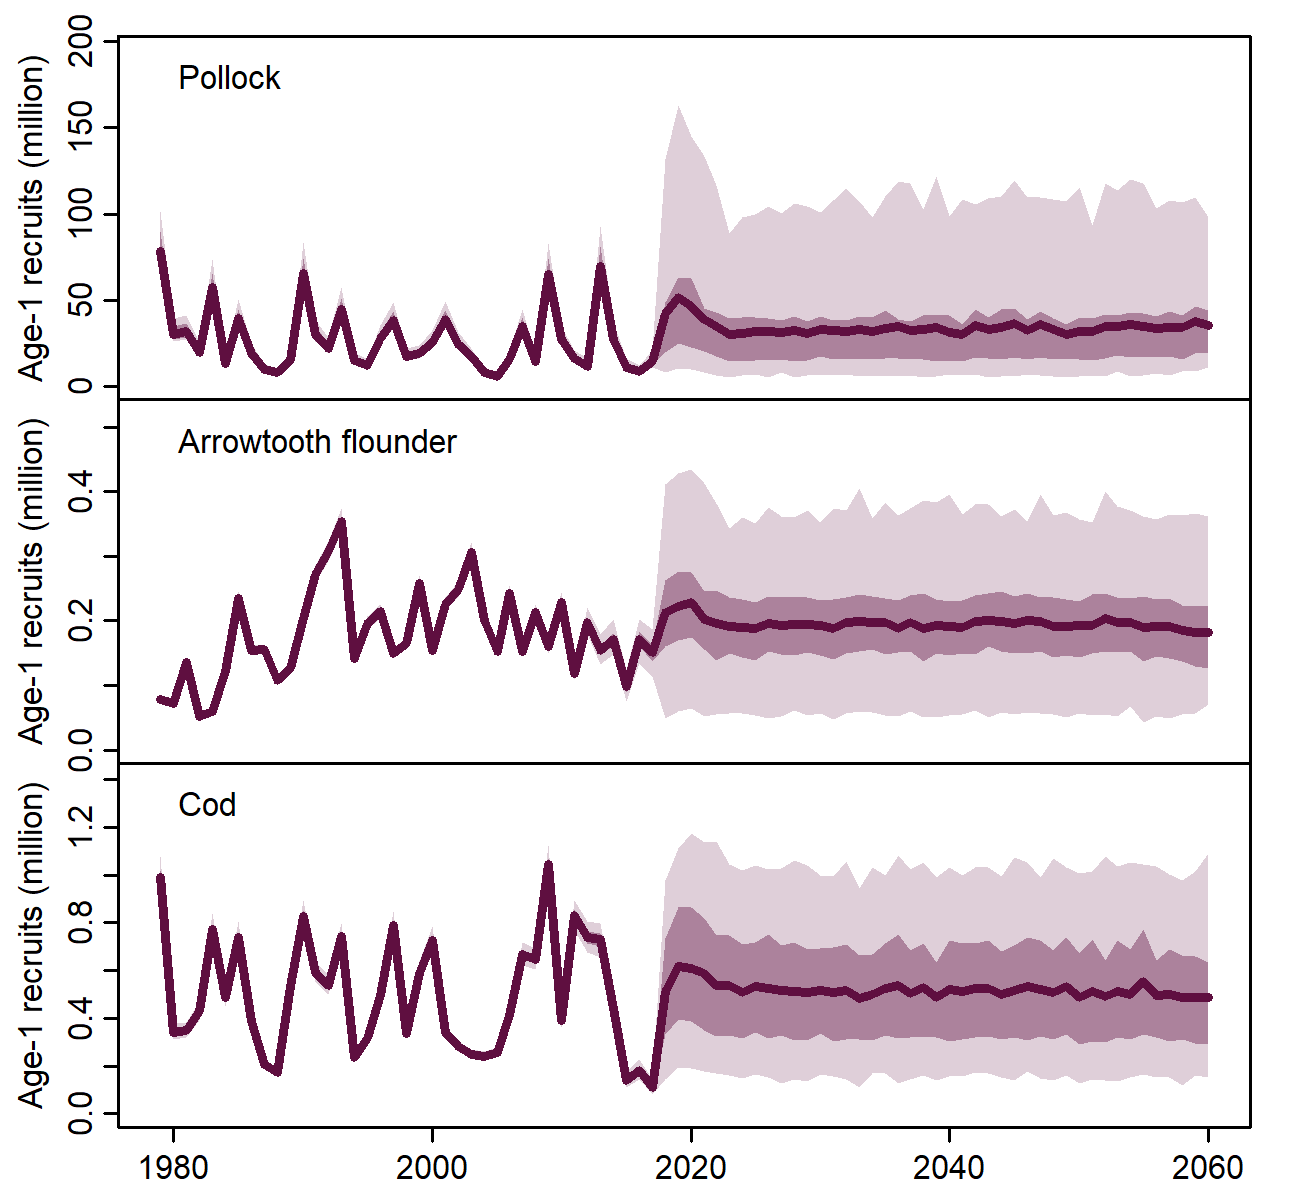 Age-1 recruits (million)
0 50 100 150 200
Pollock
Age-1 recruits (million)
0.0 0.2 0.4
Arrowtooth flounder
Age-1 recruits (million)
0.0 0.4 0.8 1.2
Cod
1980 2000 2020 2040 2060